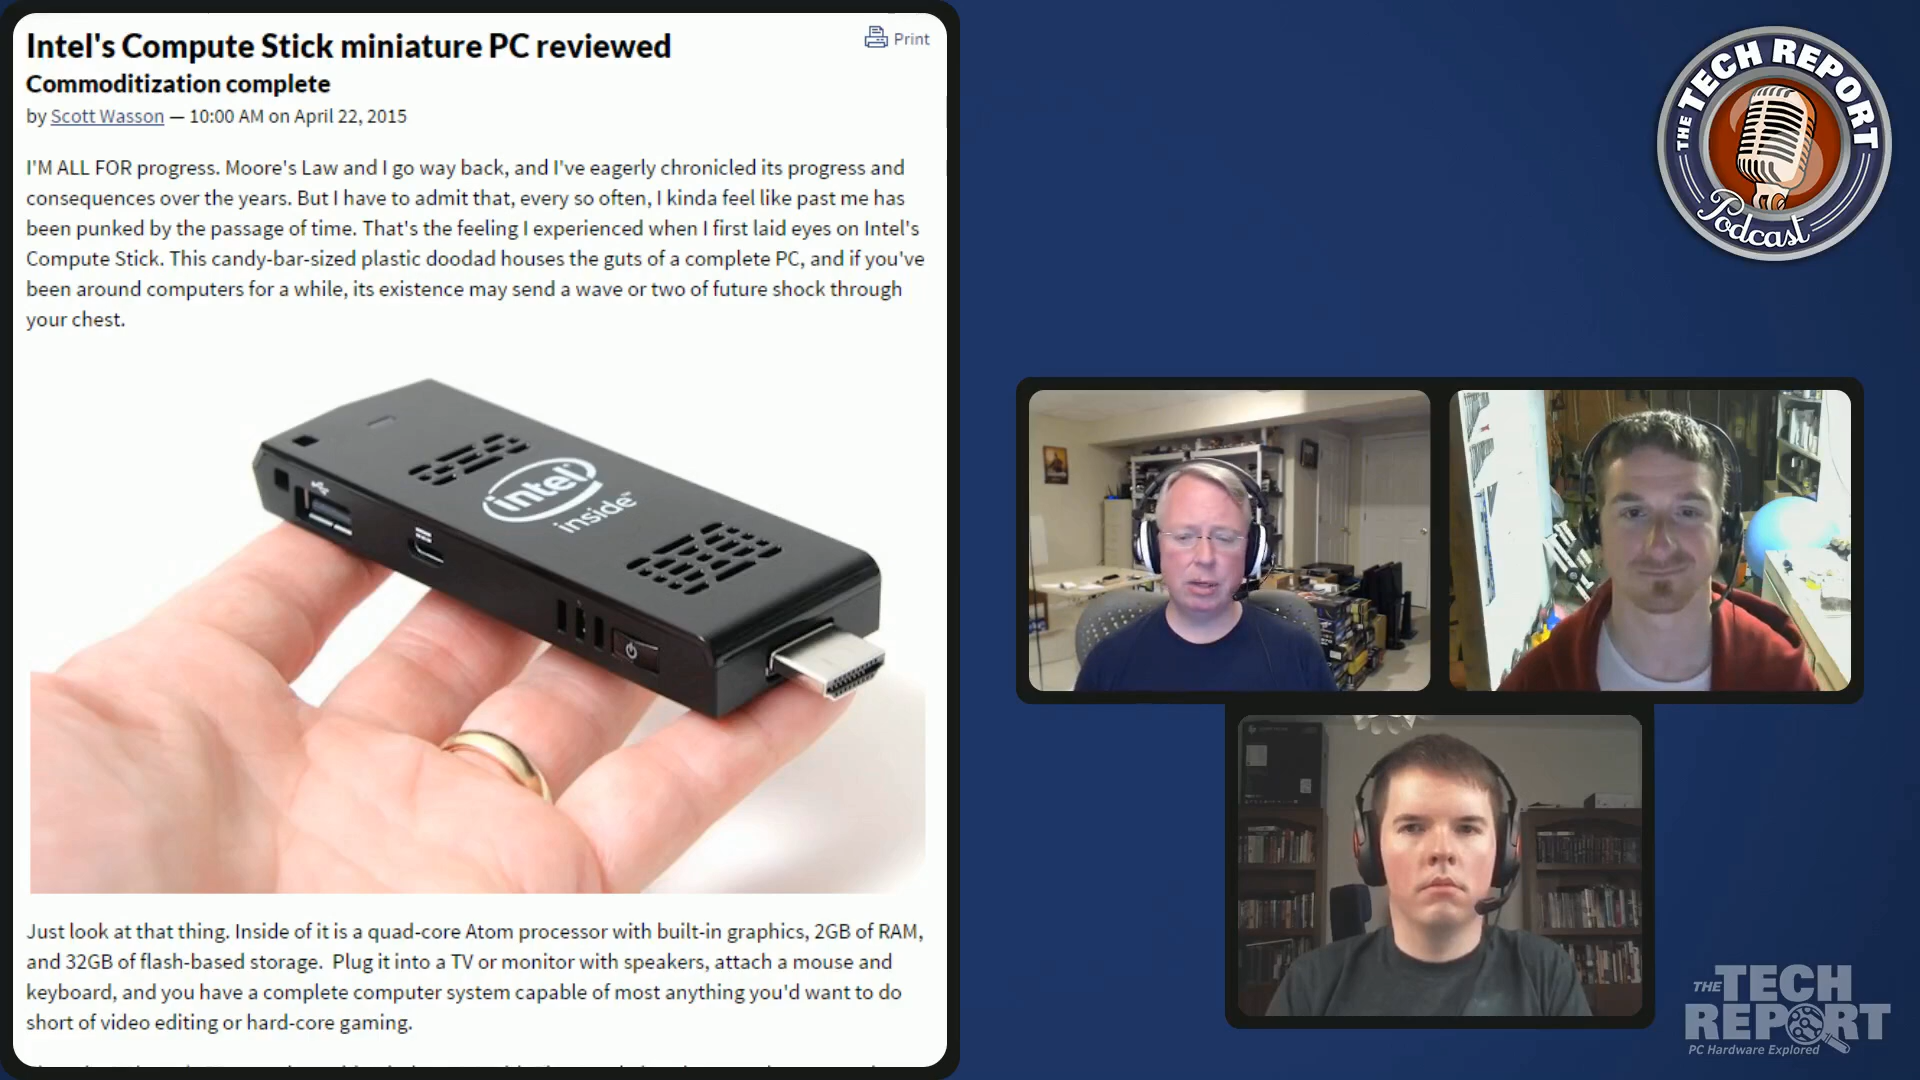 Intel's Compute Stick miniature PC reviewed
Print
Commoditization complete
by Scott Wasson — 10:00 AM on April 22, 2015
I'M ALL FOR progress. Moore's Law and I go way back, and I've eagerly chronicled its progress and
consequences over the years. But I have to admit that, every so often, I kinda feel like past me has
been punked by the passage of time. That's the feeling I experienced when I first laid eyes on Intel's
Compute Stick. This candy-bar-sized plastic doodad houses the guts of a complete PC, and if you've
been around computers for a while, its existence may send a wave or two of future shock through
your chest.
intel
inside™
Just look at that thing. Inside of it is a quad-core Atom processor with built-in graphics, 2GB of RAM,
and 32GB of flash-based storage. Plug it into a TV or monitor with speakers, attach a mouse and
keyboard, and you have a complete computer system capable of most anything you'd want to do
short of video editing or hard-core gaming.
THE TECH REPORT
Podcast
THE TECH
REPORT
PC Hardware Explored